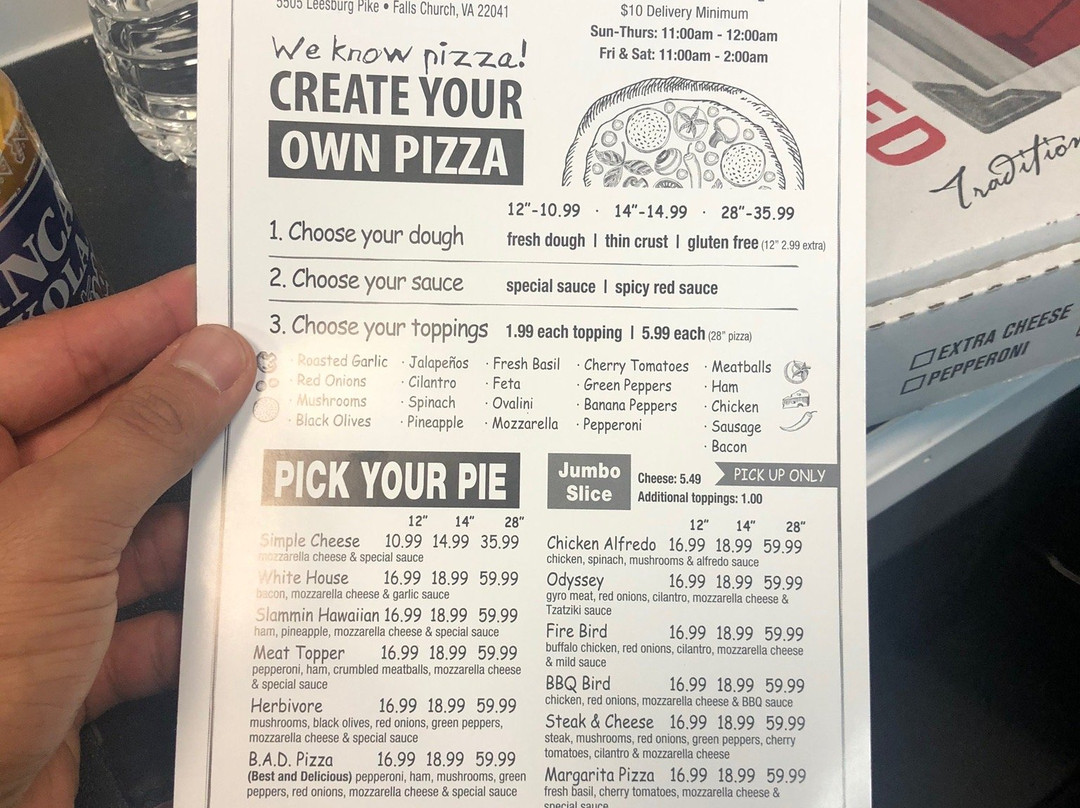 5505 Leesburg Pike • Falls Church, VA 22041
$10 Delivery Minimum
Sun-Thurs: 11:00am - 12:00am
Fri & Sat: 11:00am - 2:00am
We know pizza!
CREATE YOUR
OWN PIZZA
12"-10.99 · 14"-14.99 · 28"-35.99
1. Choose your dough fresh dough | thin crust | gluten free (12" 2.99 extra)
2. Choose your sauce special sauce | spicy red sauce
3. Choose your toppings 1.99 each topping | 5.99 each (28" pizza)
· Roasted Garlic · Jalapeños · Fresh Basil · Cherry Tomatoes · Meatballs
· Red Onions · Cilantro · Feta · Green Peppers · Ham
· Mushrooms · Spinach · Ovalini · Banana Peppers · Chicken
· Black Olives · Pineapple · Mozzarella · Pepperoni · Sausage
· Bacon
PICK YOUR PIE
12" 14" 28"
Simple Cheese 10.99 14.99 35.99
mozzarella cheese & special sauce
White House 16.99 18.99 59.99
bacon, mozzarella cheese & garlic sauce
Slammin Hawaiian 16.99 18.99 59.99
ham, pineapple, mozzarella cheese & special sauce
Meat Topper 16.99 18.99 59.99
pepperoni, ham, crumbled meatballs, mozzarella cheese
& special sauce
Herbivore 16.99 18.99 59.99
mushrooms, black olives, red onions, green peppers,
mozzarella cheese & special sauce
B.A.D. Pizza 16.99 18.99 59.99
(Best and Delicious) pepperoni, ham, mushrooms, green
peppers, red onions, mozzarella cheese & special sauce
Jumbo
Slice
Cheese: 5.49
PICK UP ONLY
Additional toppings: 1.00
12" 14" 28"
Chicken Alfredo 16.99 18.99 59.99
chicken, spinach, mushrooms & alfredo sauce
Odyssey 16.99 18.99 59.99
gyro meat, red onions, cilantro, mozzarella cheese &
Tzatziki sauce
Fire Bird 16.99 18.99 59.99
buffalo chicken, red onions, cilantro, mozzarella cheese
& mild sauce
BBQ Bird 16.99 18.99 59.99
chicken, red onions, mozzarella cheese & BBQ sauce
Steak & Cheese 16.99 18.99 59.99
steak, mushrooms, red onions, green peppers, cherry
tomatoes, cilantro & mozzarella cheese
Margarita Pizza 16.99 18.99 59.99
fresh basil, cherry tomatoes, mozzarella cheese &
special sauce
ED
Tradition
EXTRA CHEESE
PEPPERONI
INCA
KOLA